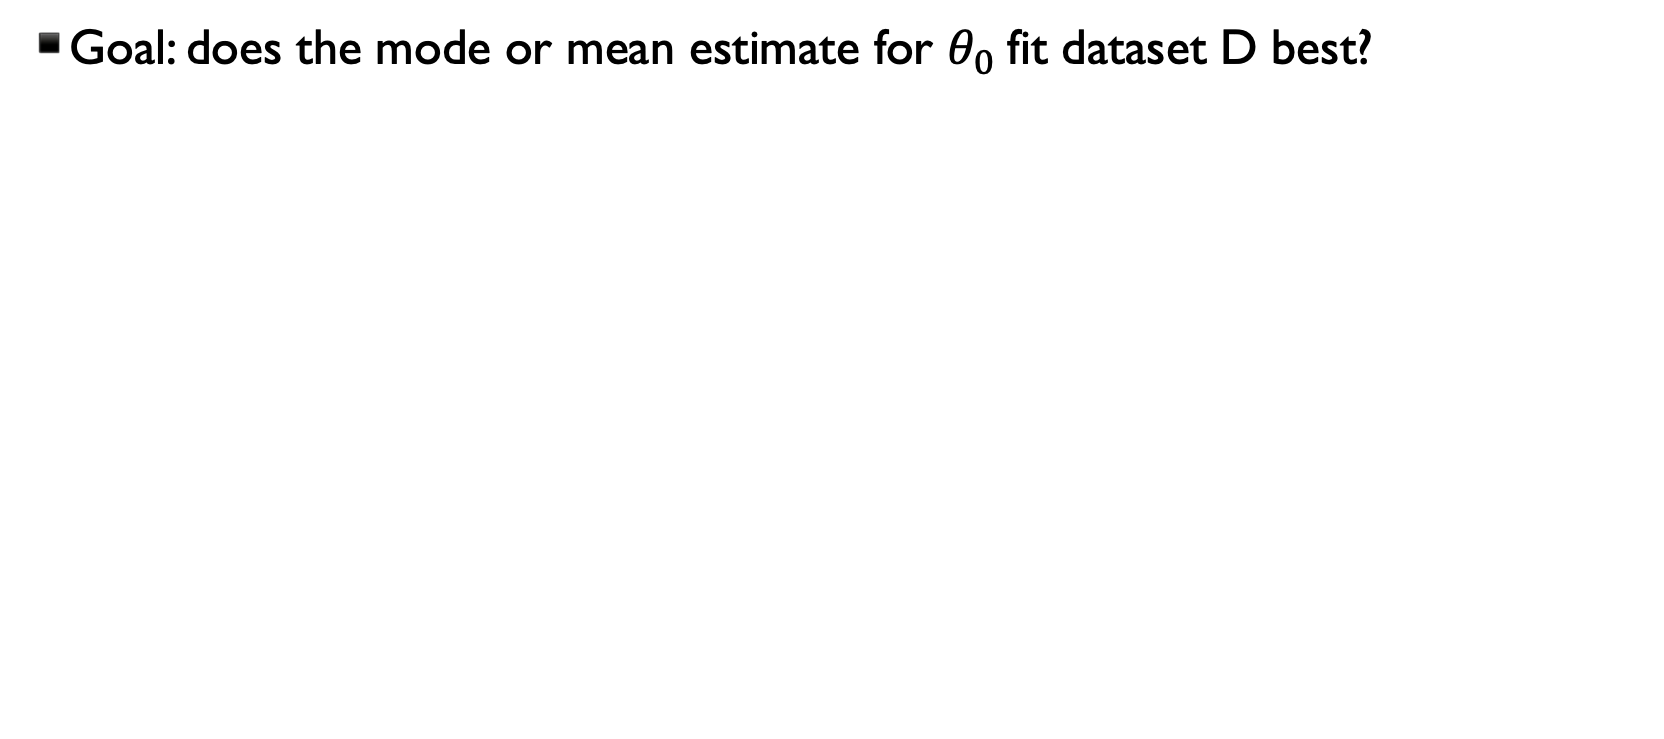 ▪ Goal: does the mode or mean estimate for θ₀ fit dataset D best?